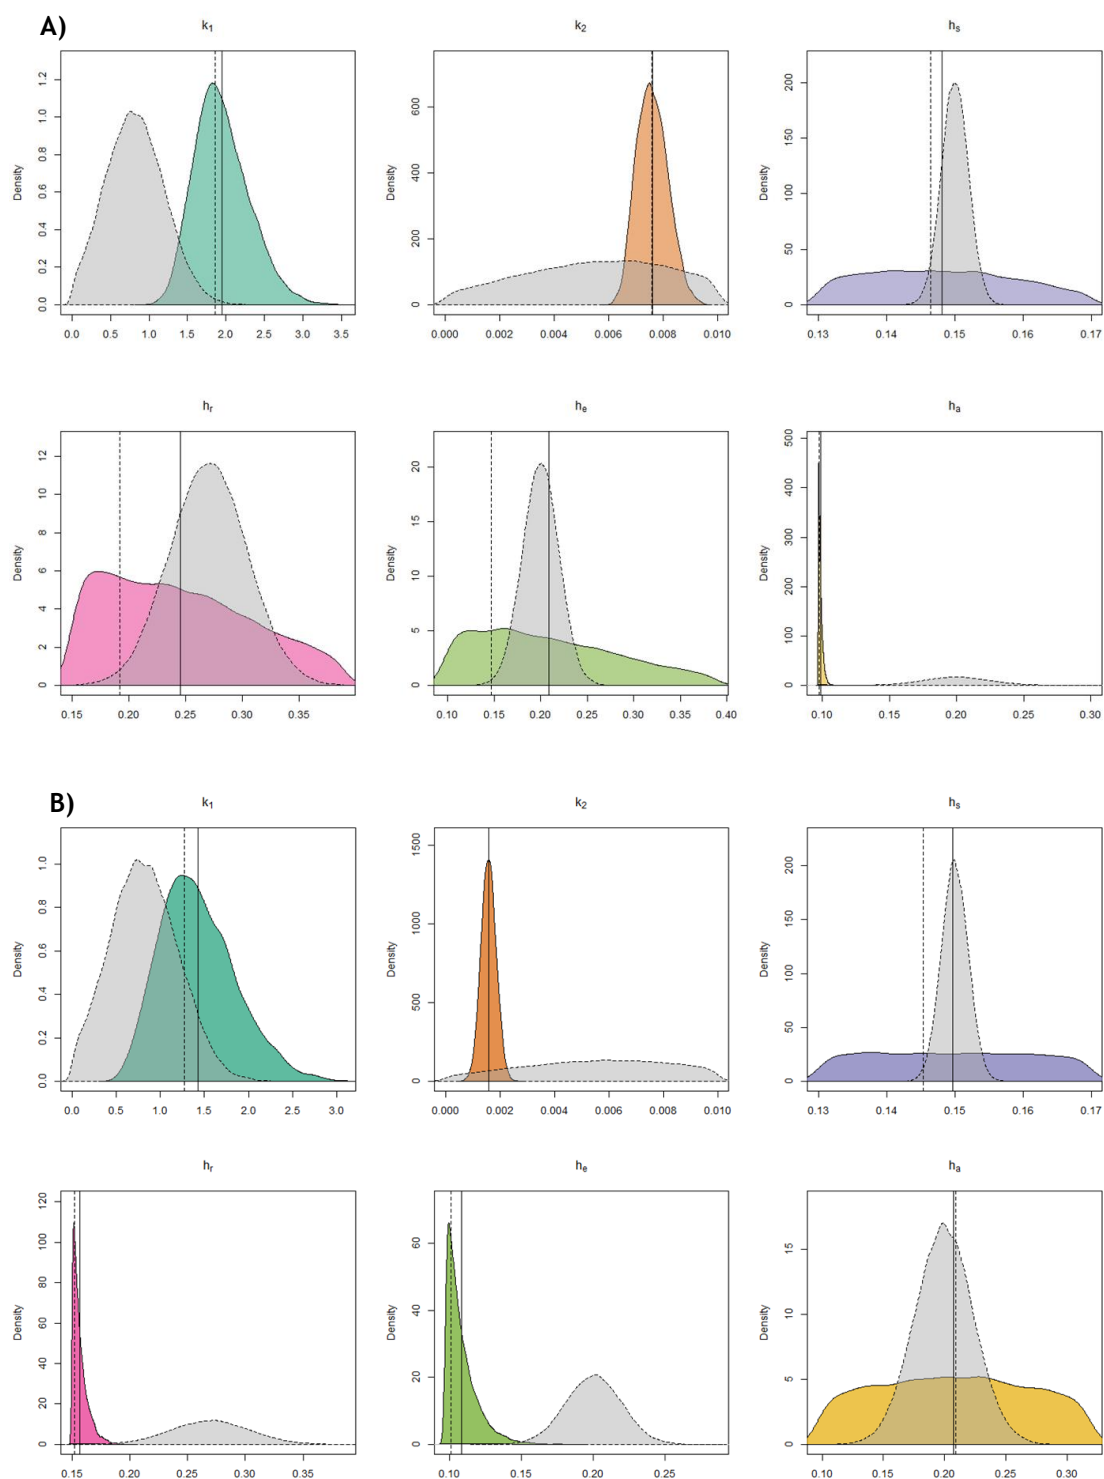 A)
k1
k2
hs
Density
0.0 0.2 0.4 0.6 0.8 1.0 1.2
0.0 0.5 1.0 1.5 2.0 2.5 3.0 3.5
Density
0 200 400 600
0.000 0.002 0.004 0.006 0.008 0.010
Density
0 50 100 150 200
0.13 0.14 0.15 0.16 0.17
hr
he
ha
Density
0 2 4 6 8 10 12
0.15 0.20 0.25 0.30 0.35
Density
0 5 10 15 20
0.10 0.15 0.20 0.25 0.30 0.35 0.40
Density
0 100 200 300 400 500
0.10 0.15 0.20 0.25 0.30
B)
k1
k2
hs
Density
0.0 0.2 0.4 0.6 0.8 1.0
0.0 0.5 1.0 1.5 2.0 2.5 3.0
Density
0 500 1000 1500
0.000 0.002 0.004 0.006 0.008 0.010
Density
0 50 100 150 200
0.13 0.14 0.15 0.16 0.17
hr
he
ha
Density
0 20 40 60 80 100 120
0.15 0.20 0.25 0.30 0.35
Density
0 20 40 60
0.10 0.15 0.20 0.25
Density
0 5 10 15
0.10 0.15 0.20 0.25 0.30